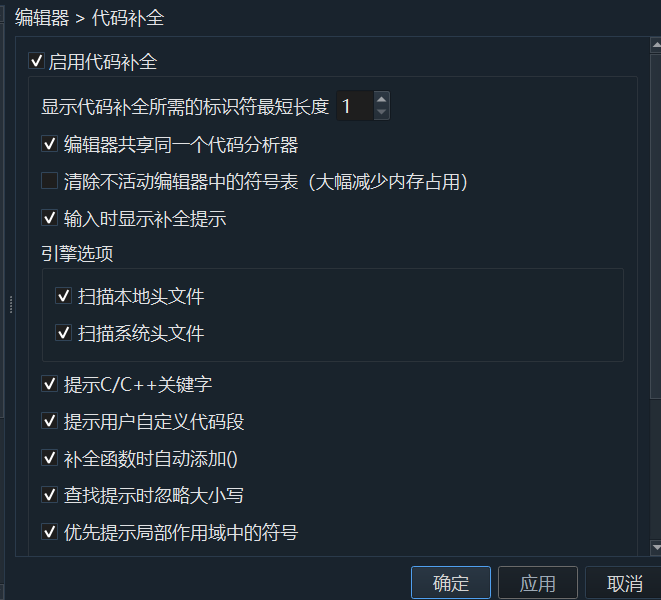 编辑器 > 代码补全
启用代码补全
显示代码补全所需的标识符最短长度 1
编辑器共享同一个代码分析器
清除不活动编辑器中的符号表（大幅减少内存占用）
输入时显示补全提示
引擎选项
扫描本地头文件
扫描系统头文件
提示C/C++关键字
提示用户自定义代码段
补全函数时自动添加()
查找提示时忽略大小写
优先提示局部作用域中的符号
确定 应用 取消